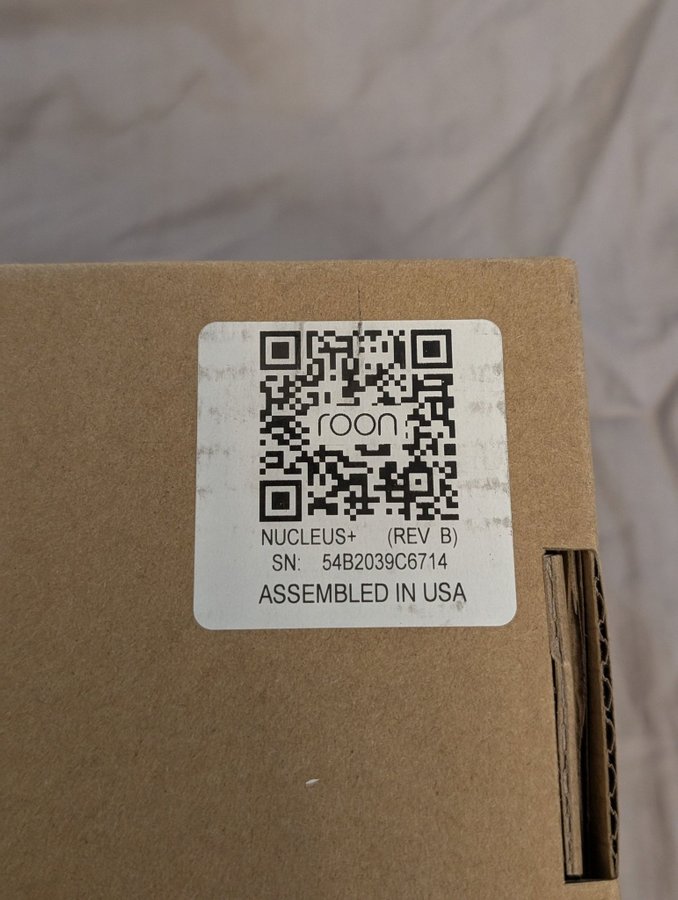 roon
NUCLEUS+ (REV B)
SN: 54B2039C6714
ASSEMBLED IN USA